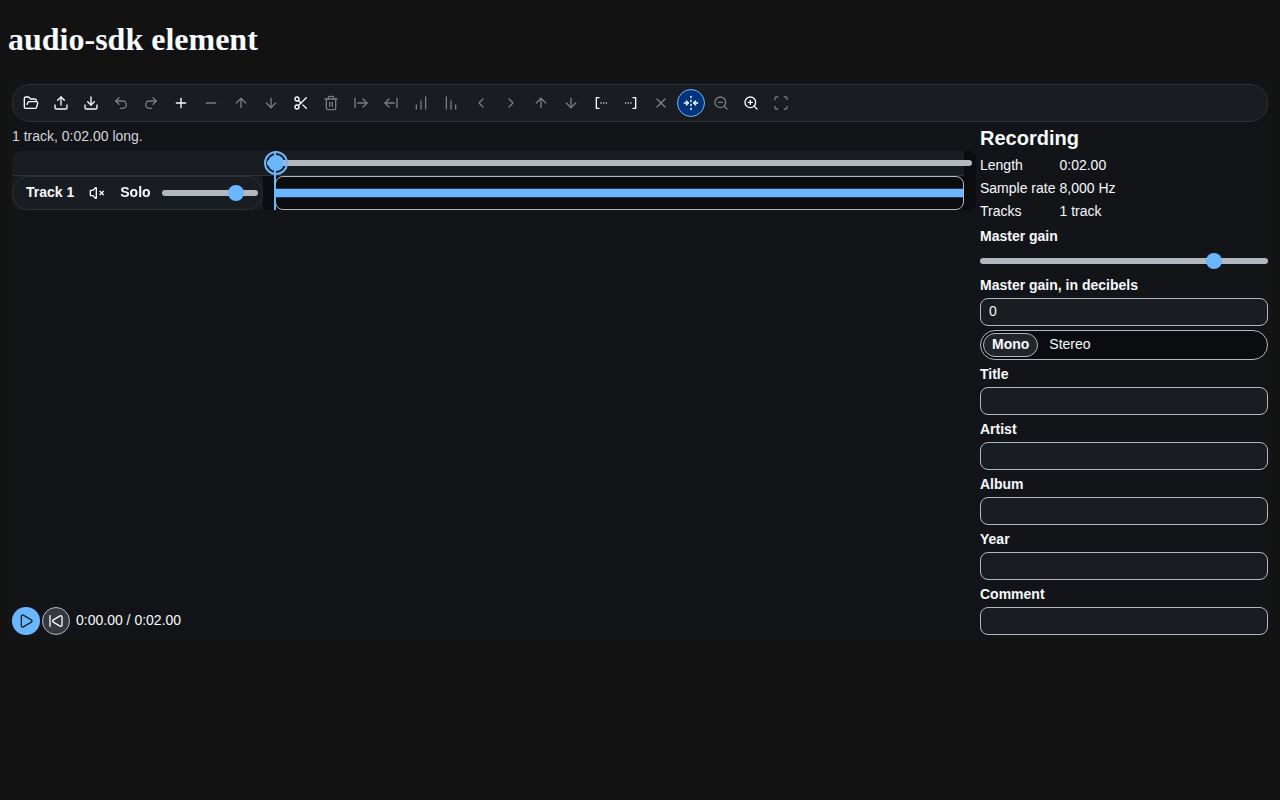 audio-sdk element
1 track, 0:02.00 long.
Track 1 Solo
0:00.00 / 0:02.00
Recording
Length 0:02.00
Sample rate 8,000 Hz
Tracks 1 track
Master gain
Master gain, in decibels
0
Mono Stereo
Title
Artist
Album
Year
Comment